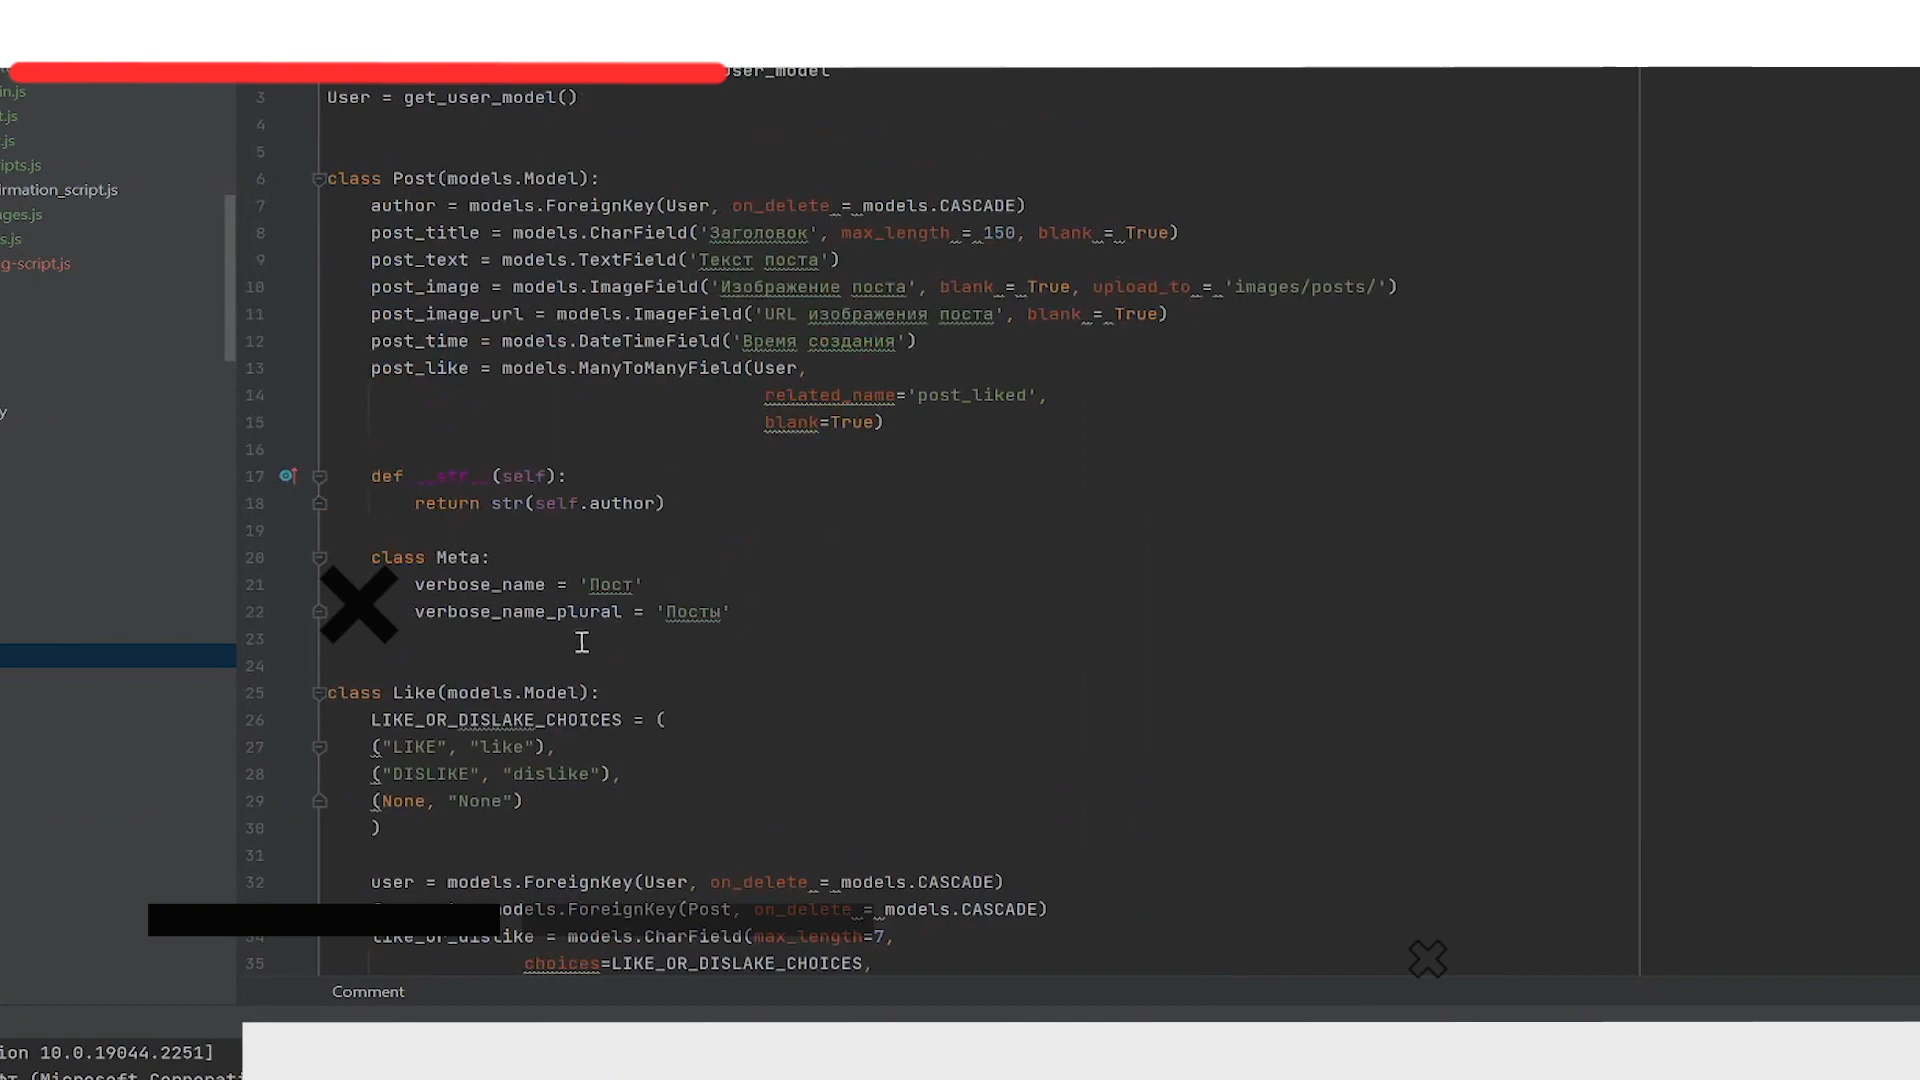 user_model
in.js
3 User = get_user_model()
t.js
4
.js
5
ipts.js
6 class Post(models.Model):
irmation_script.js
7 author = models.ForeignKey(User, on_delete = models.CASCADE)
ages.js
8 post_title = models.CharField('Заголовок', max_length = 150, blank = True)
s.js
9 post_text = models.TextField('Текст поста')
g-script.js
10 post_image = models.ImageField('Изображение поста', blank = True, upload_to = 'images/posts/')
11 post_image_url = models.ImageField('URL изображения поста', blank = True)
12 post_time = models.DateTimeField('Время создания')
13 post_like = models.ManyToManyField(User,
14 related_name='post_liked',
y
15 blank=True)
16
17 def __str__(self):
18 return str(self.author)
19
20 class Meta:
21 verbose_name = 'Пост'
22 verbose_name_plural = 'Посты'
23
24
25 class Like(models.Model):
26 LIKE_OR_DISLAKE_CHOICES = (
27 ("LIKE", "like"),
28 ("DISLIKE", "dislike"),
29 (None, "None")
30 )
31
32 user = models.ForeignKey(User, on_delete = models.CASCADE)
odels.ForeignKey(Post, on_delete = models.CASCADE)
34 like_or_dislike = models.CharField(max_length=7,
35 choices=LIKE_OR_DISLAKE_CHOICES,
Comment
ion 10.0.19044.2251]
(Microsoft Corporati